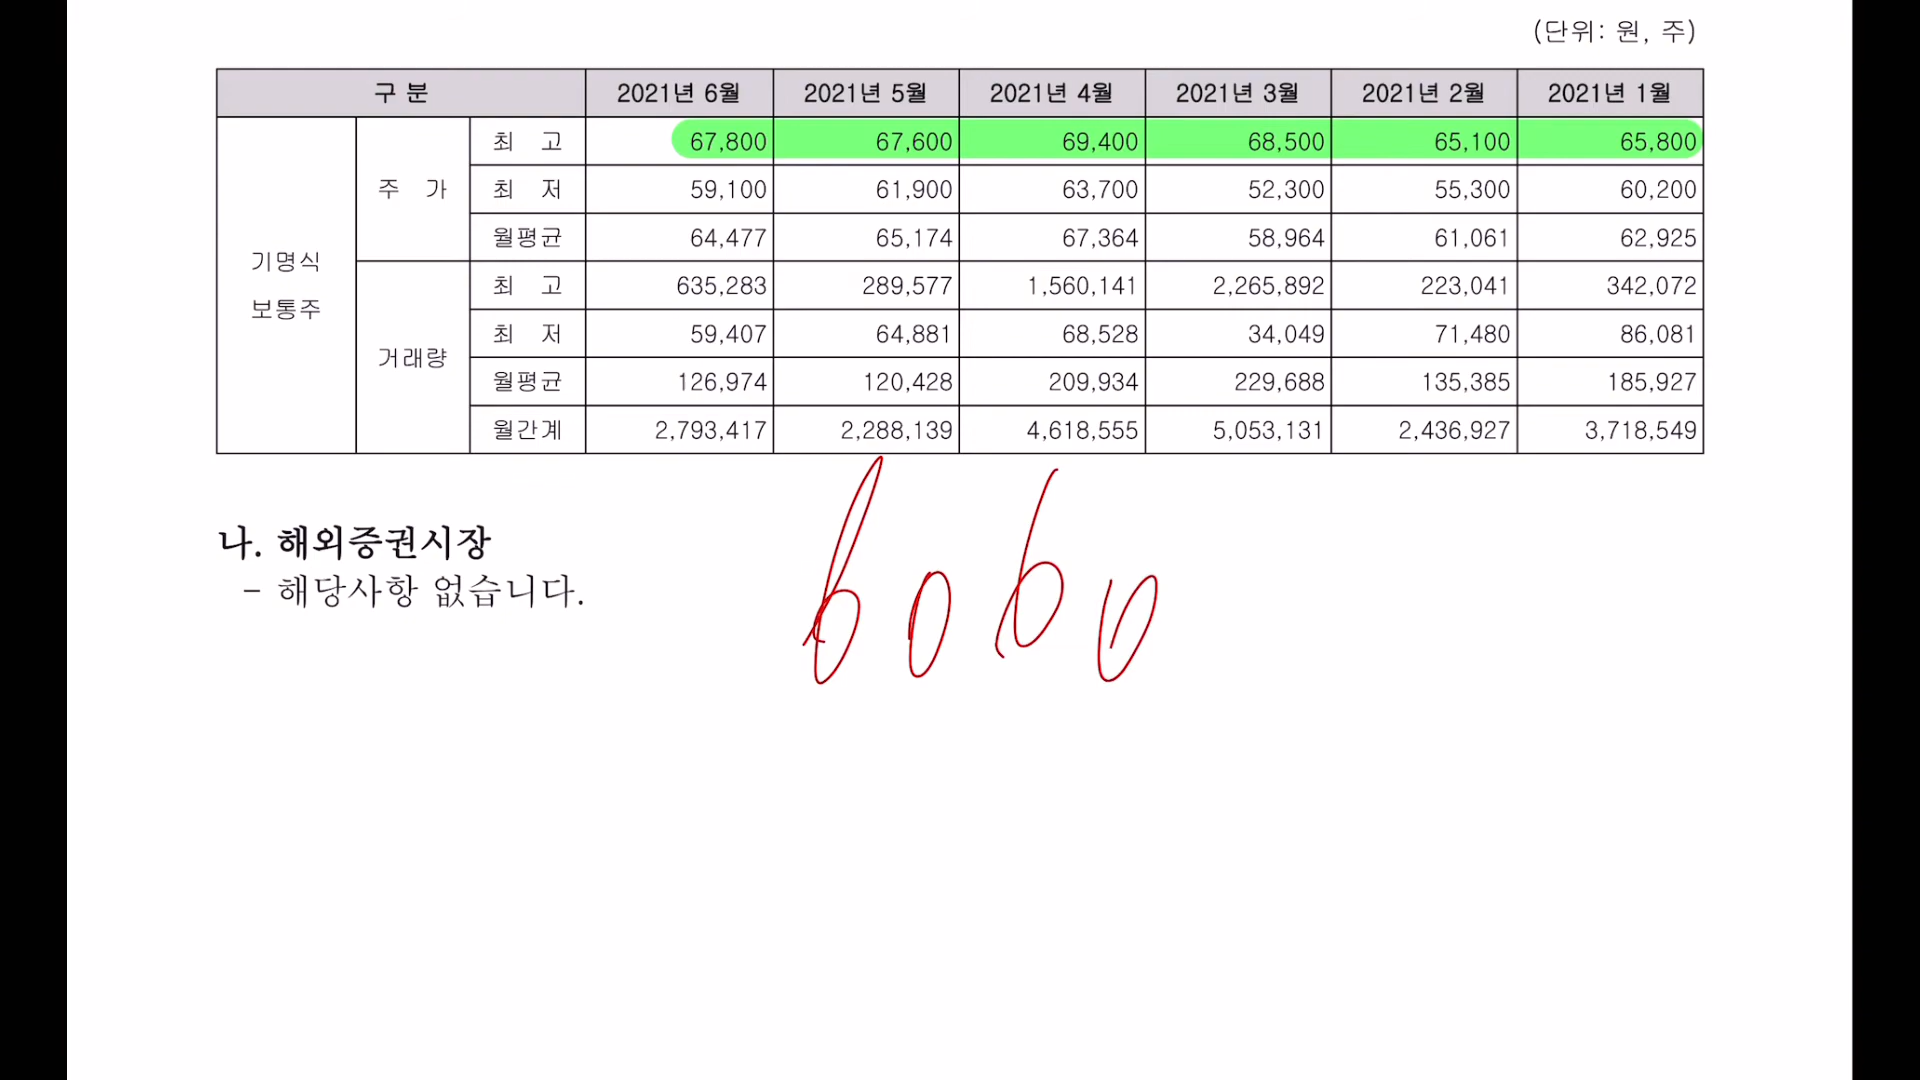 (단위: 원, 주)
구 분 2021년 6월 2021년 5월 2021년 4월 2021년 3월 2021년 2월 2021년 1월
기명식 보통주 주 가 최 고 67,800 67,600 69,400 68,500 65,100 65,800
최 저 59,100 61,900 63,700 52,300 55,300 60,200
월평균 64,477 65,174 67,364 58,964 61,061 62,925
거래량 최 고 635,283 289,577 1,560,141 2,265,892 223,041 342,072
최 저 59,407 64,881 68,528 34,049 71,480 86,081
월평균 126,974 120,428 209,934 229,688 135,385 185,927
월간계 2,793,417 2,288,139 4,618,555 5,053,131 2,436,927 3,718,549
나. 해외증권시장
- 해당사항 없습니다.